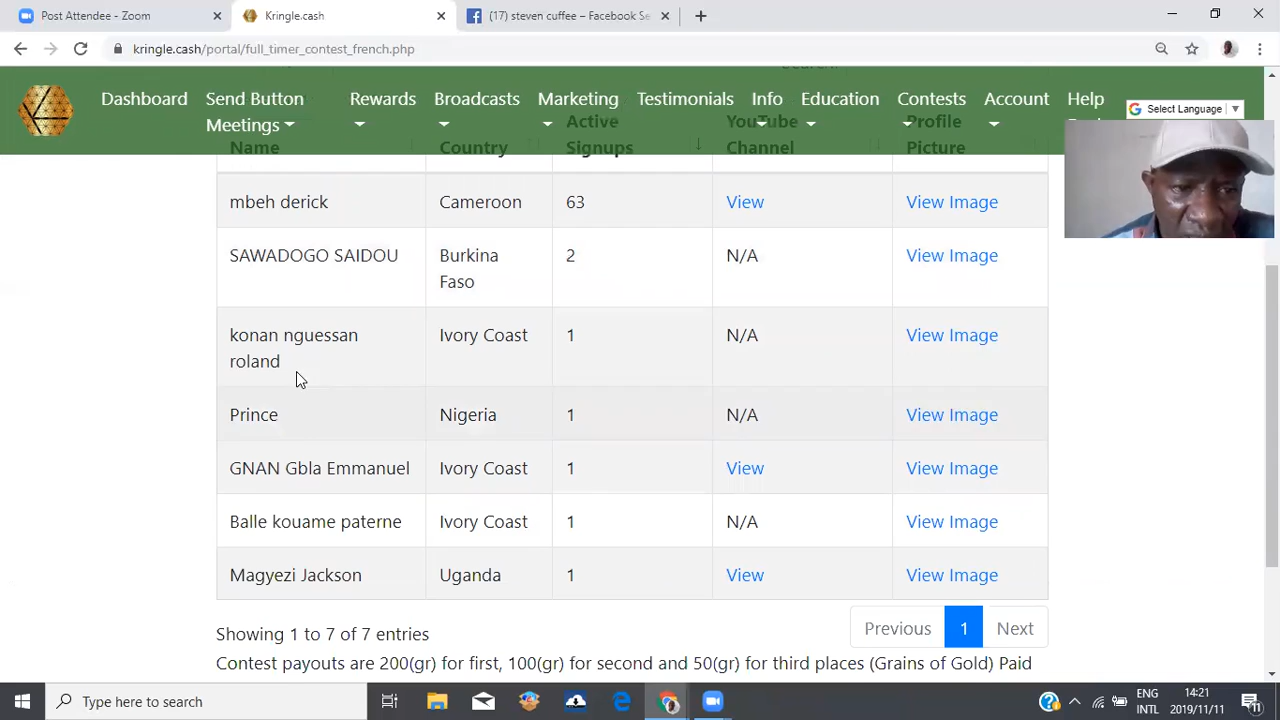 Post Attendee - Zoom
Kringle.cash
(17) steven cuffee – Facebook Se
kringle.cash/portal/full_timer_contest_french.php
Dashboard Send Button Meetings Rewards Broadcasts Marketing Testimonials Info Education Contests Account Help
Select Language
Name Country Active Signups YouTube Channel Profile Picture
mbeh derick Cameroon 63 View View Image
SAWADOGO SAIDOU Burkina Faso 2 N/A View Image
konan nguessan roland Ivory Coast 1 N/A View Image
Prince Nigeria 1 N/A View Image
GNAN Gbla Emmanuel Ivory Coast 1 View View Image
Balle kouame paterne Ivory Coast 1 N/A View Image
Magyezi Jackson Uganda 1 View View Image
Previous 1 Next
Showing 1 to 7 of 7 entries
Contest payouts are 200(gr) for first, 100(gr) for second and 50(gr) for third places (Grains of Gold) Paid
Type here to search
ENG
INTL
14:21
2019/11/11
11